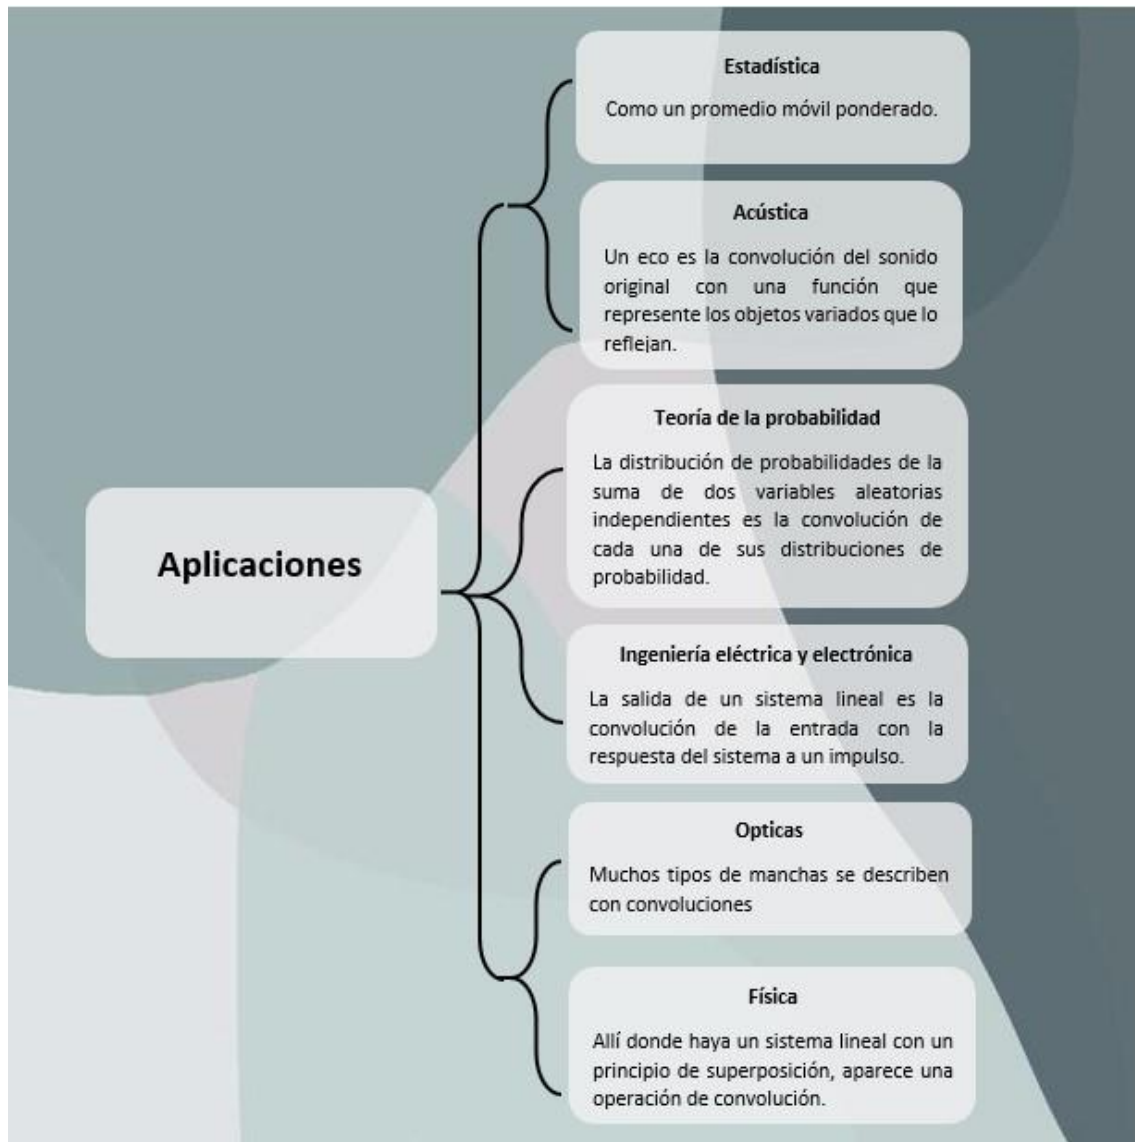 Estadística
Como un promedio móvil ponderado.
Acústica
Un eco es la convolución del sonido
original con una función que
represente los objetos variados que lo
reflejan.
Teoría de la probabilidad
La distribución de probabilidades de la
suma de dos variables aleatorias
independientes es la convolución de
cada una de sus distribuciones de
probabilidad.
Aplicaciones
Ingeniería eléctrica y electrónica
La salida de un sistema lineal es la
convolución de la entrada con la
respuesta del sistema a un impulso.
Opticas
Muchos tipos de manchas se describen
con convoluciones
Física
Allí donde haya un sistema lineal con un
principio de superposición, aparece una
operación de convolución.